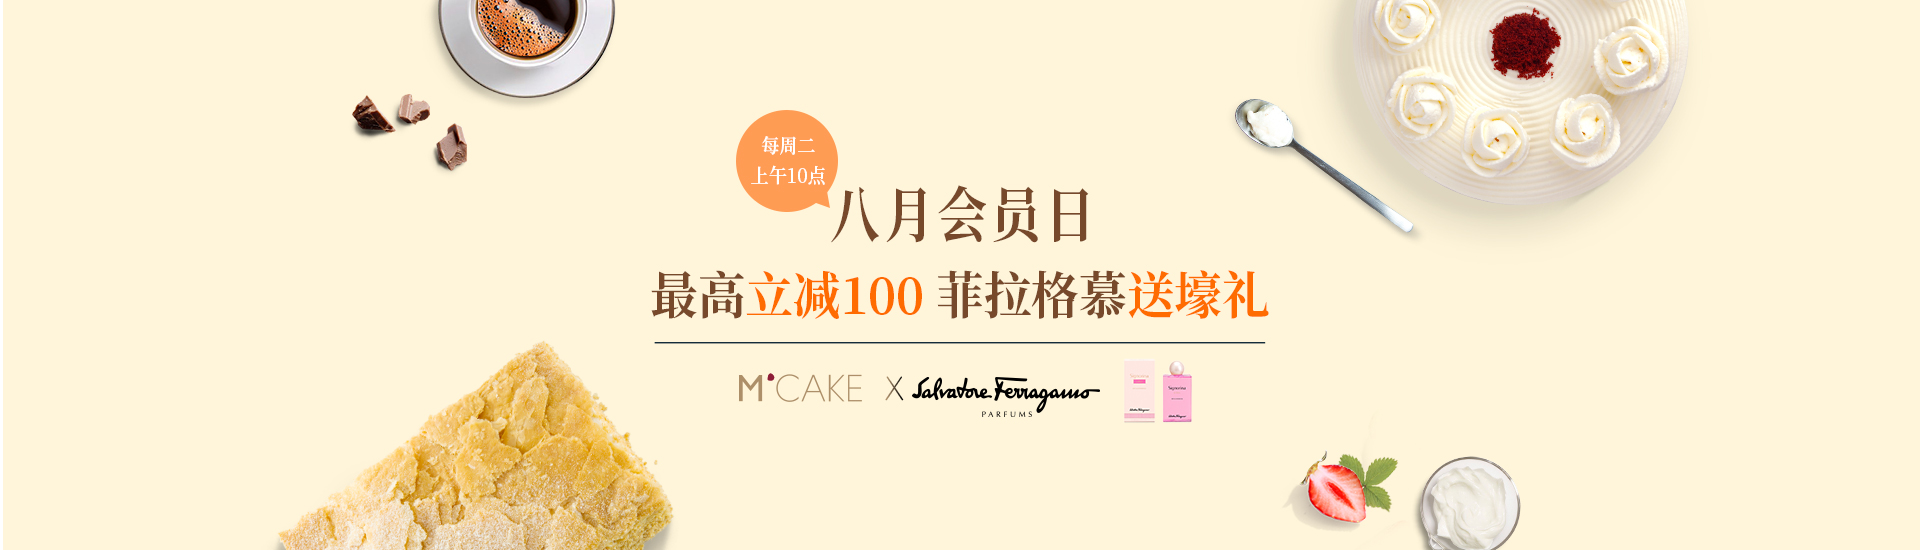 每周二
上午10点
八月会员日
最高立减100 菲拉格慕送壕礼
M'CAKE X Salvatore Ferragamo
PARFUMS